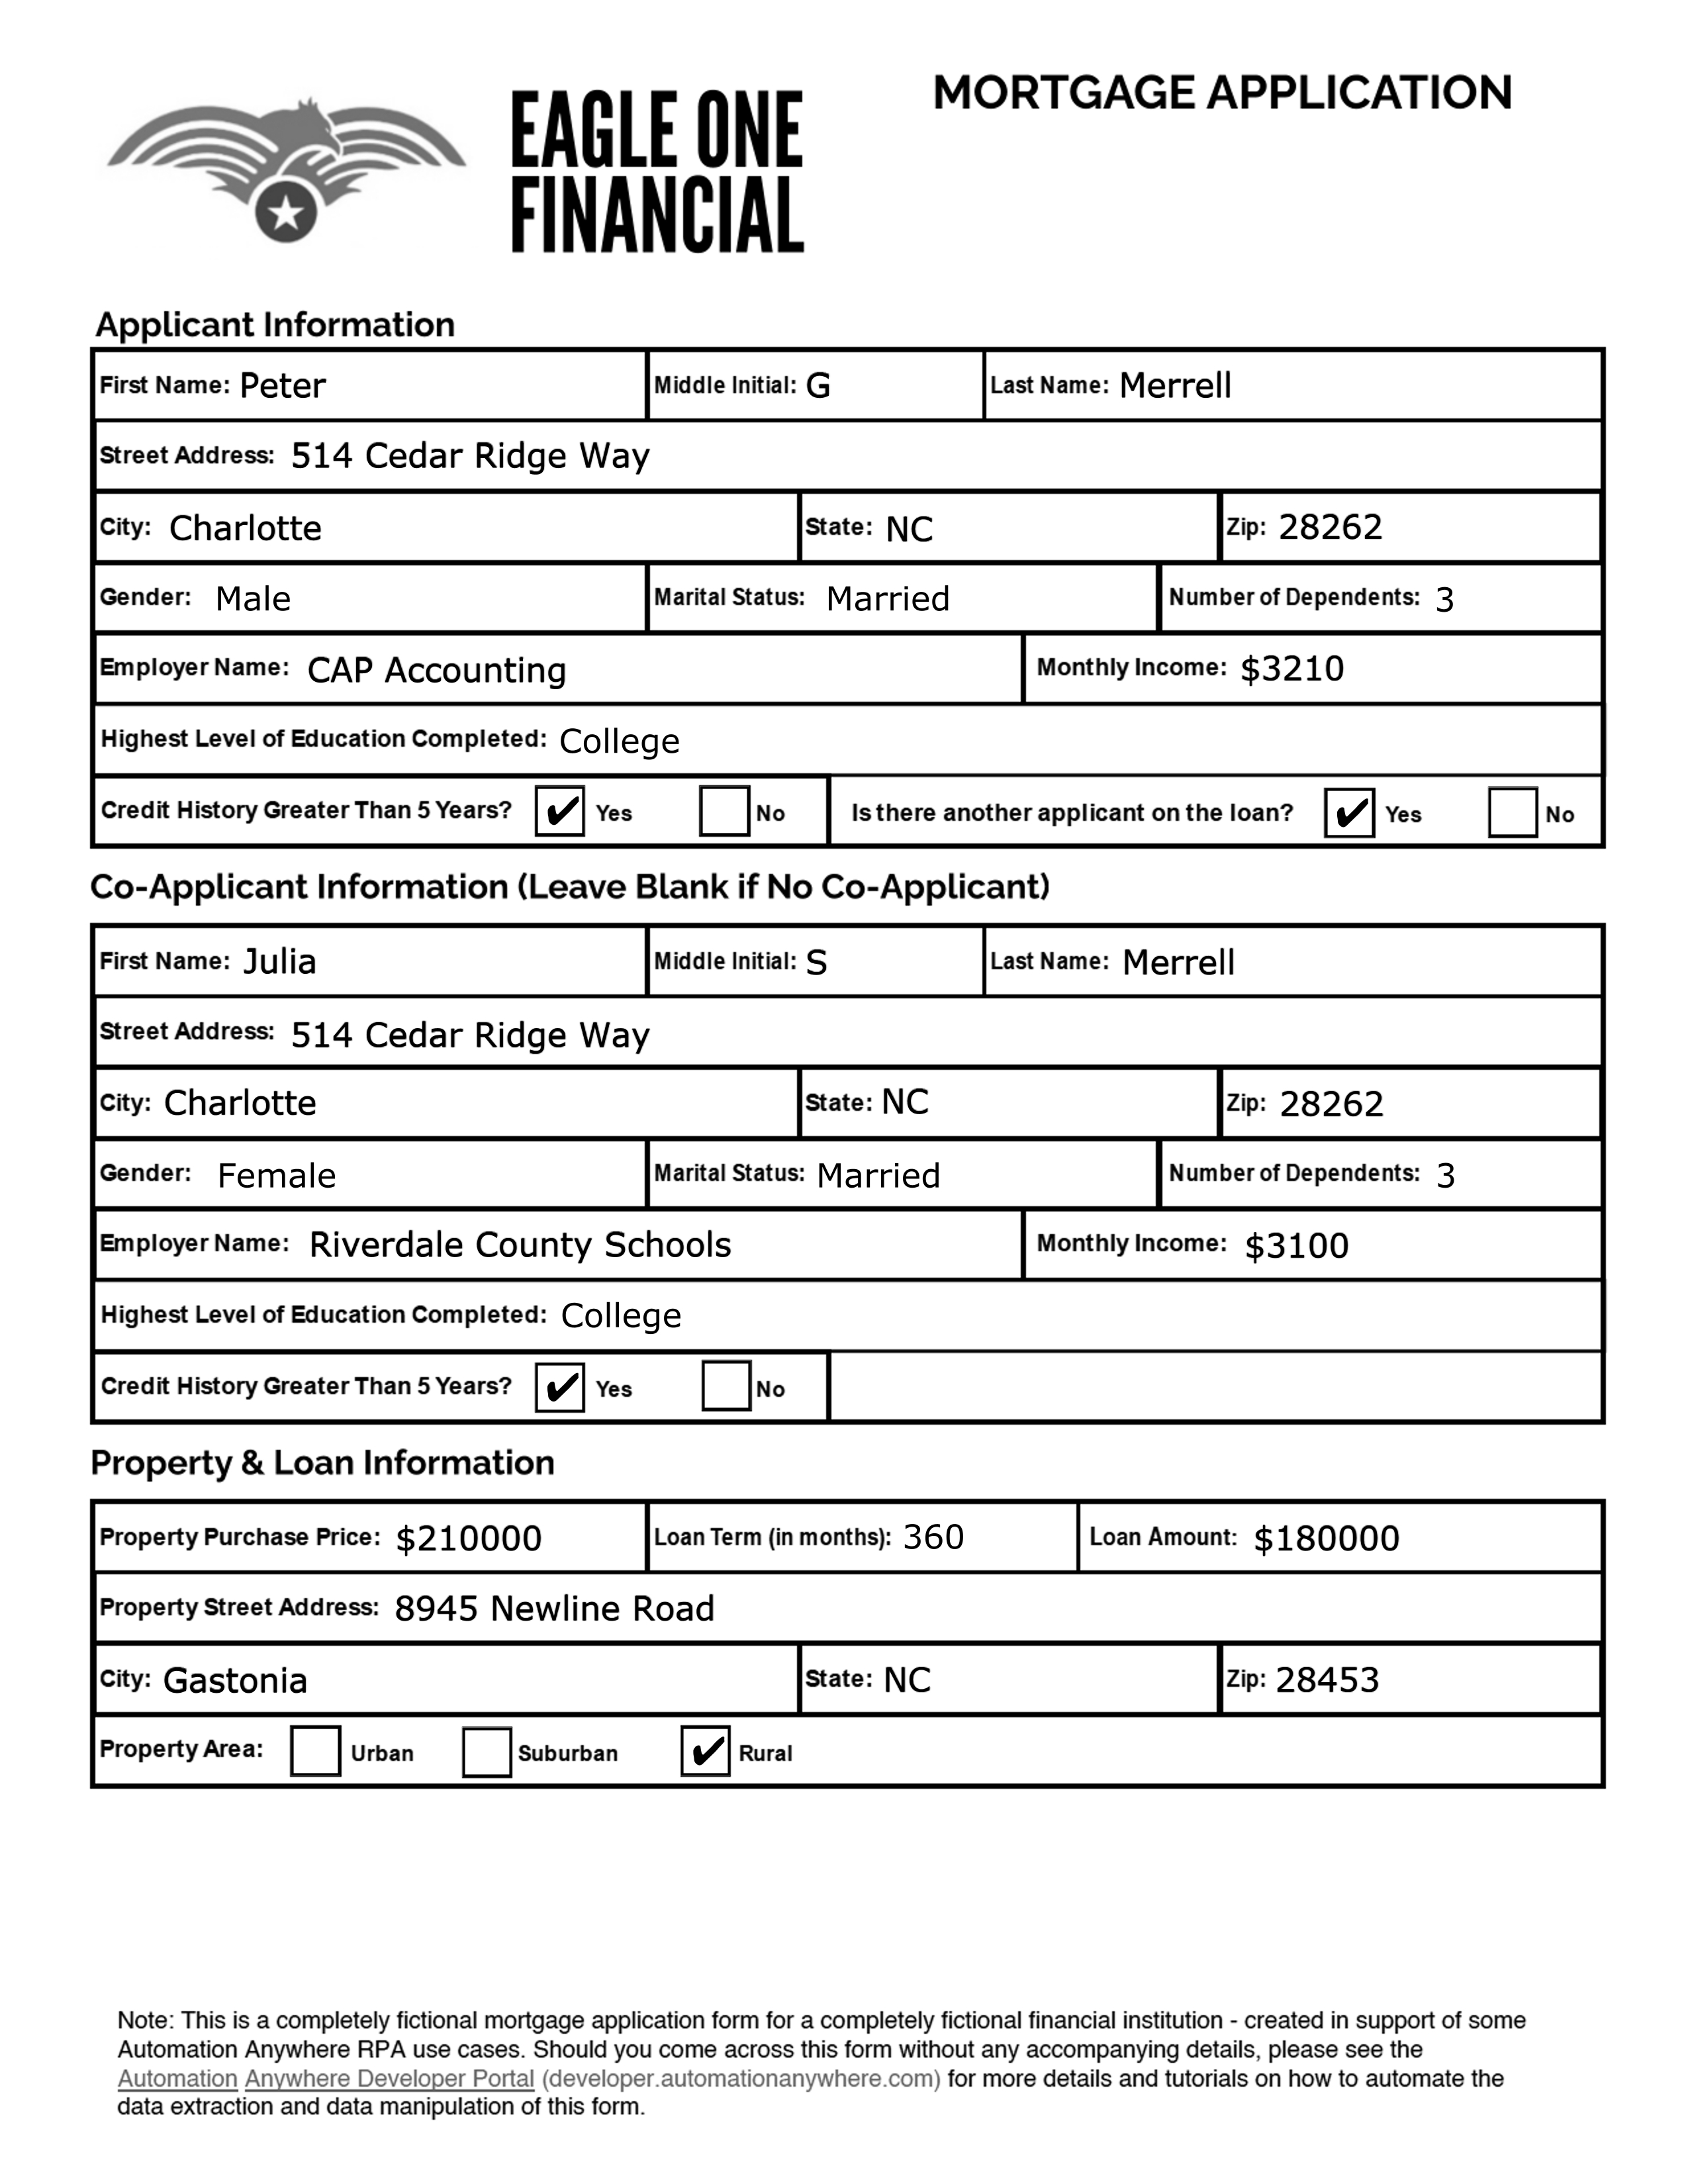 EAGLE ONE
FINANCIAL
MORTGAGE APPLICATION
Applicant Information
First Name: Peter Middle Initial: G Last Name: Merrell
Street Address: 514 Cedar Ridge Way
City: Charlotte State: NC Zip: 28262
Gender: Male Marital Status: Married Number of Dependents: 3
Employer Name: CAP Accounting Monthly Income: $3210
Highest Level of Education Completed: College
Credit History Greater Than 5 Years? ✔ Yes No Is there another applicant on the loan? ✔ Yes No
Co-Applicant Information (Leave Blank if No Co-Applicant)
First Name: Julia Middle Initial: S Last Name: Merrell
Street Address: 514 Cedar Ridge Way
City: Charlotte State: NC Zip: 28262
Gender: Female Marital Status: Married Number of Dependents: 3
Employer Name: Riverdale County Schools Monthly Income: $3100
Highest Level of Education Completed: College
Credit History Greater Than 5 Years? ✔ Yes No
Property & Loan Information
Property Purchase Price: $210000 Loan Term (in months): 360 Loan Amount: $180000
Property Street Address: 8945 Newline Road
City: Gastonia State: NC Zip: 28453
Property Area: Urban Suburban ✔ Rural
Note: This is a completely fictional mortgage application form for a completely fictional financial institution - created in support of some
Automation Anywhere RPA use cases. Should you come across this form without any accompanying details, please see the
Automation Anywhere Developer Portal (developer.automationanywhere.com) for more details and tutorials on how to automate the
data extraction and data manipulation of this form.